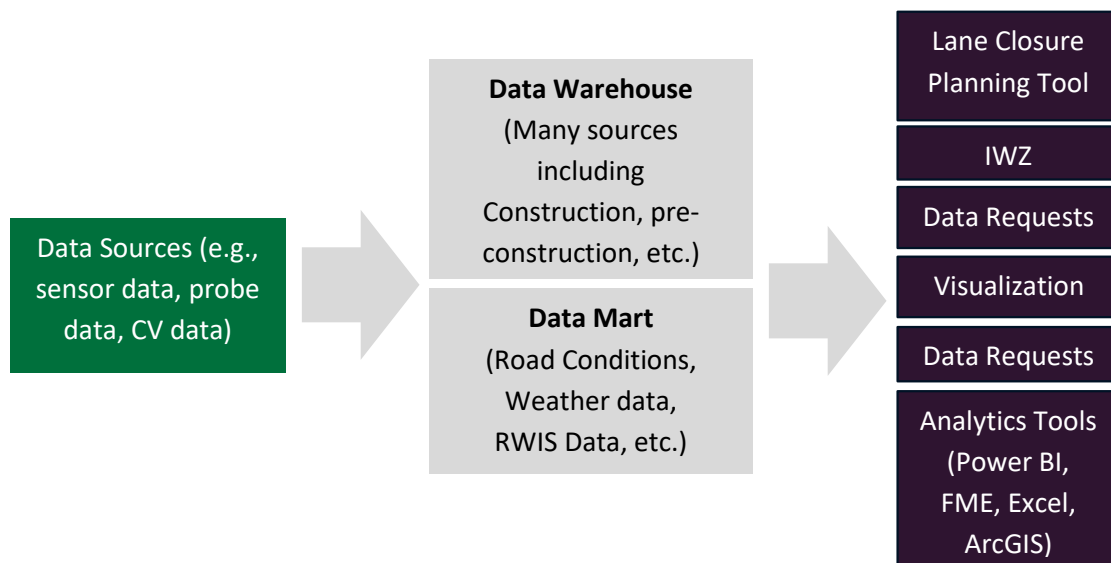 Data Sources (e.g.,
sensor data, probe
data, CV data)
Data Warehouse
(Many sources
including
Construction, pre-
construction, etc.)
Data Mart
(Road Conditions,
Weather data,
RWIS Data, etc.)
Lane Closure
Planning Tool
IWZ
Data Requests
Visualization
Data Requests
Analytics Tools
(Power BI,
FME, Excel,
ArcGIS)